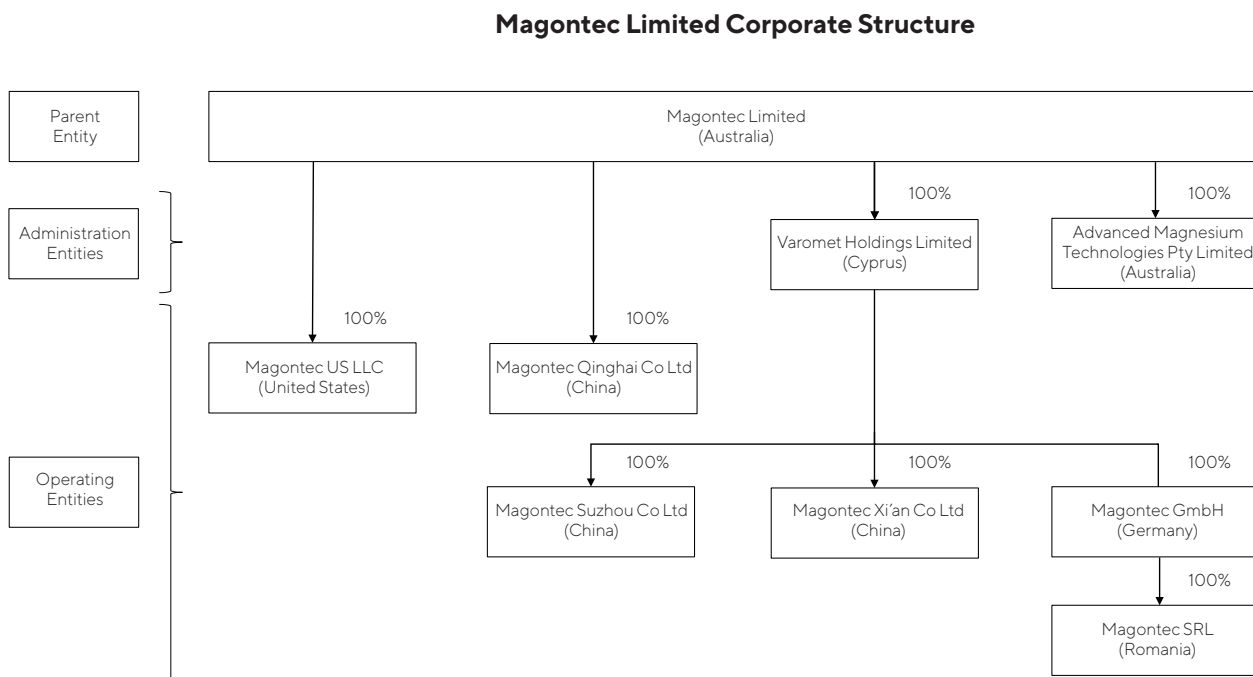 Magontec Limited Corporate Structure
Parent
Entity
Magontec Limited
(Australia)
100%
100%
Administration
Entities
Varomet Holdings Limited
(Cyprus)
Advanced Magnesium
Technologies Pty Limited
(Australia)
100%
100%
Magontec US LLC
(United States)
Magontec Qinghai Co Ltd
(China)
100%
100%
100%
Operating
Entities
Magontec Suzhou Co Ltd
(China)
Magontec Xi’an Co Ltd
(China)
Magontec GmbH
(Germany)
100%
Magontec SRL
(Romania)